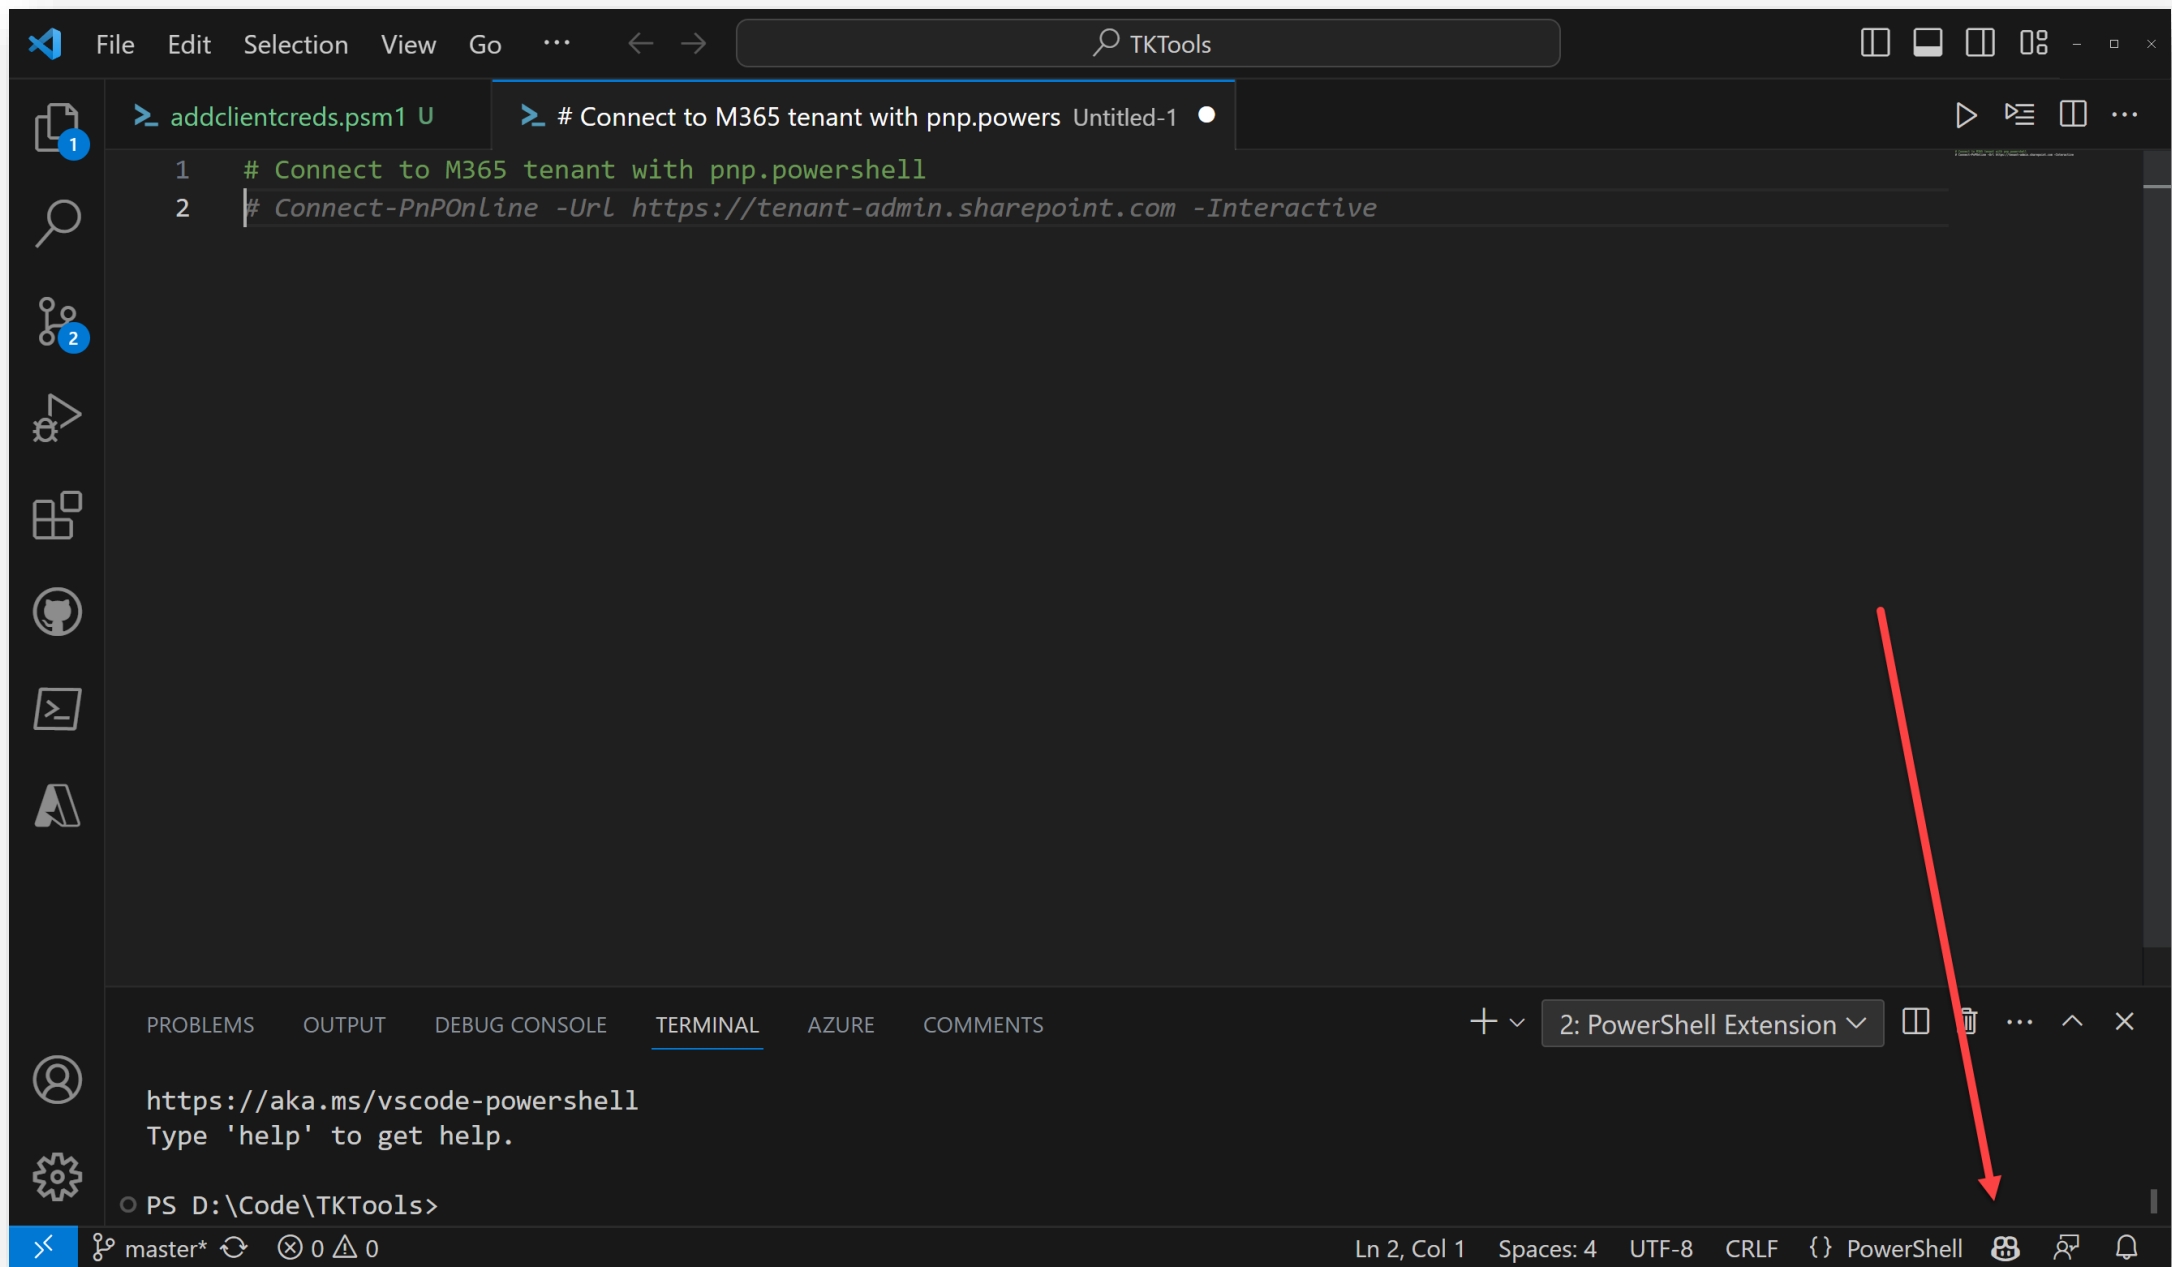 File Edit Selection View Go ··· TKTools
addclientcreds.psm1 U # Connect to M365 tenant with pnp.powers Untitled-1
1 # Connect to M365 tenant with pnp.powershell
2 # Connect-PnPOnline -Url https://tenant-admin.sharepoint.com -Interactive
1
2
PROBLEMS OUTPUT DEBUG CONSOLE TERMINAL AZURE COMMENTS 2: PowerShell Extension
https://aka.ms/vscode-powershell
Type 'help' to get help.
PS D:\Code\TKTools>
master* 0 0 Ln 2, Col 1 Spaces: 4 UTF-8 CRLF {} PowerShell